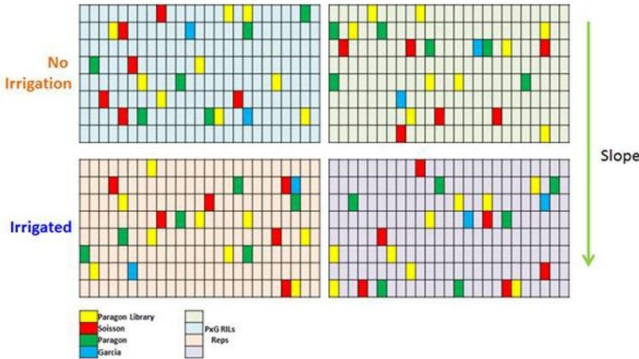 No
Irrigation
Slope
Irrigated
Paragon Library
Soisson
Paragon
Garcia
PxG RILs
Reps